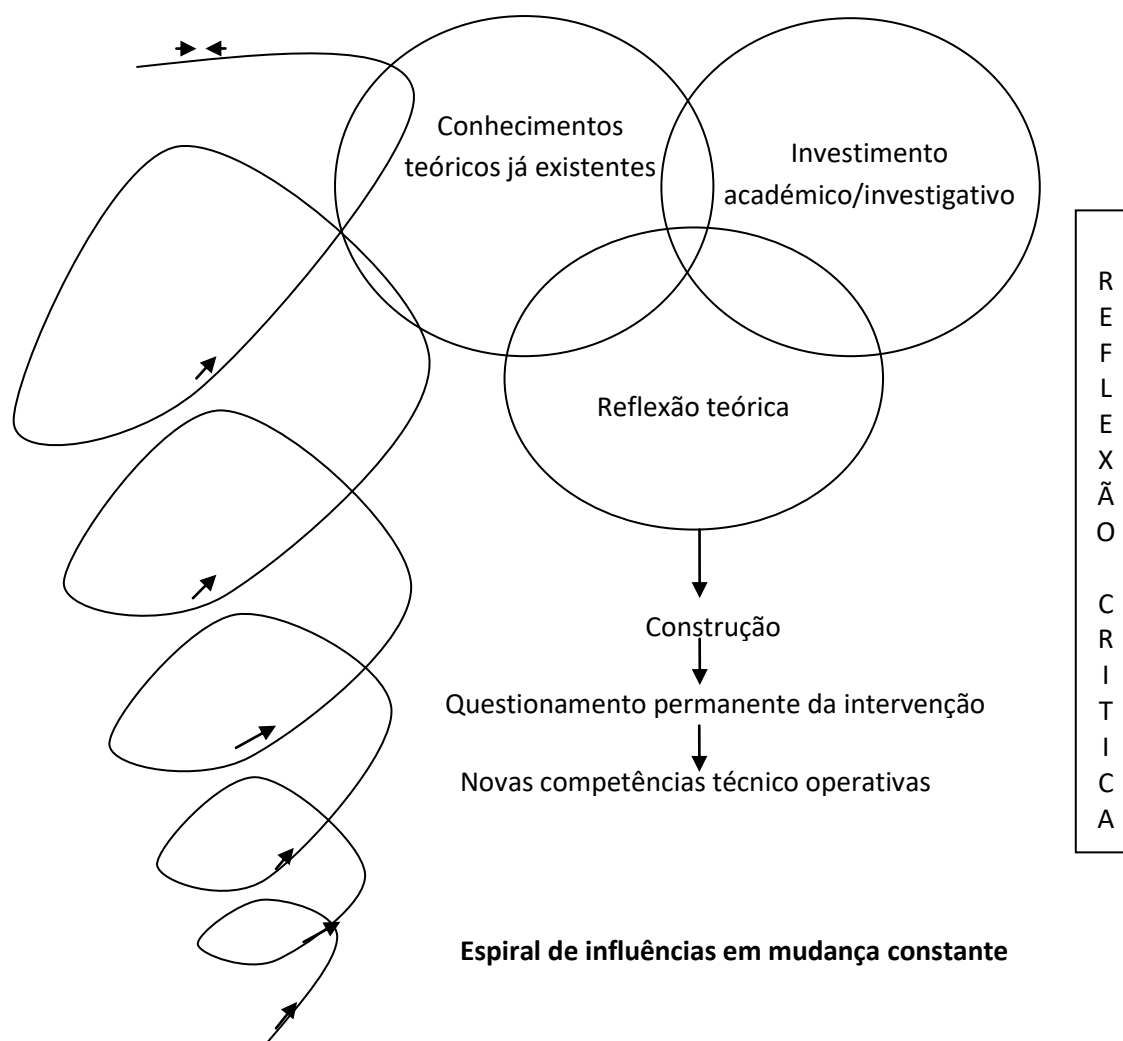 Conhecimentos
teóricos já existentes
Investimento
académico/investigativo
Reflexão teórica
Construção
Questionamento permanente da intervenção
Novas competências técnico operativas
Espiral de influências em mudança constante
R
E
F
L
E
X
Ã
O
C
R
I
T
I
C
A